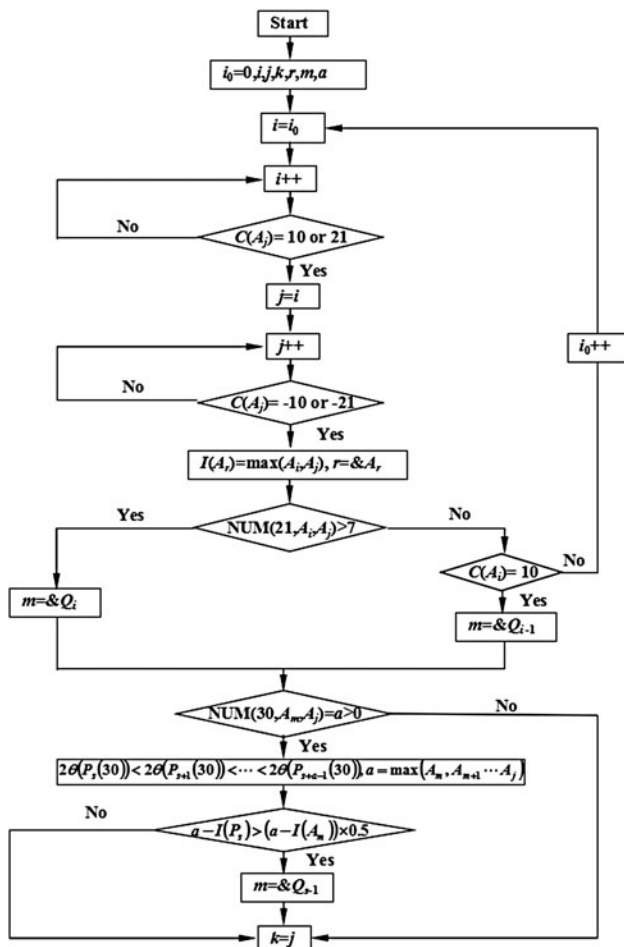 Start
i₀=0,i,j,k,r,m,a
i=i₀
i++
No
C(Aⱼ)= 10 or 21
Yes
j=i
j++
i₀++
No
C(Aⱼ)= -10 or -21
Yes
I(Aᵣ)=max(Aᵢ,Aⱼ), r=&Aᵣ
Yes
NUM(21,Aᵢ,Aⱼ)>7
No
C(Aᵢ)= 10
No
m=&Qᵢ
Yes
m=&Qᵢ₋₁
NUM(30,Aₘ,Aⱼ)=a>0
No
Yes
2θ(Pₛ(30))<2θ(Pₛ₊₁(30))<···<2θ(Pₛ₊ₐ₋₁(30)),a=max(Aₘ,Aₘ₊₁···Aⱼ)
No
a−I(Pₛ)>(a−I(Aₘ))×0.5
Yes
m=&Qₛ₋₁
k=j